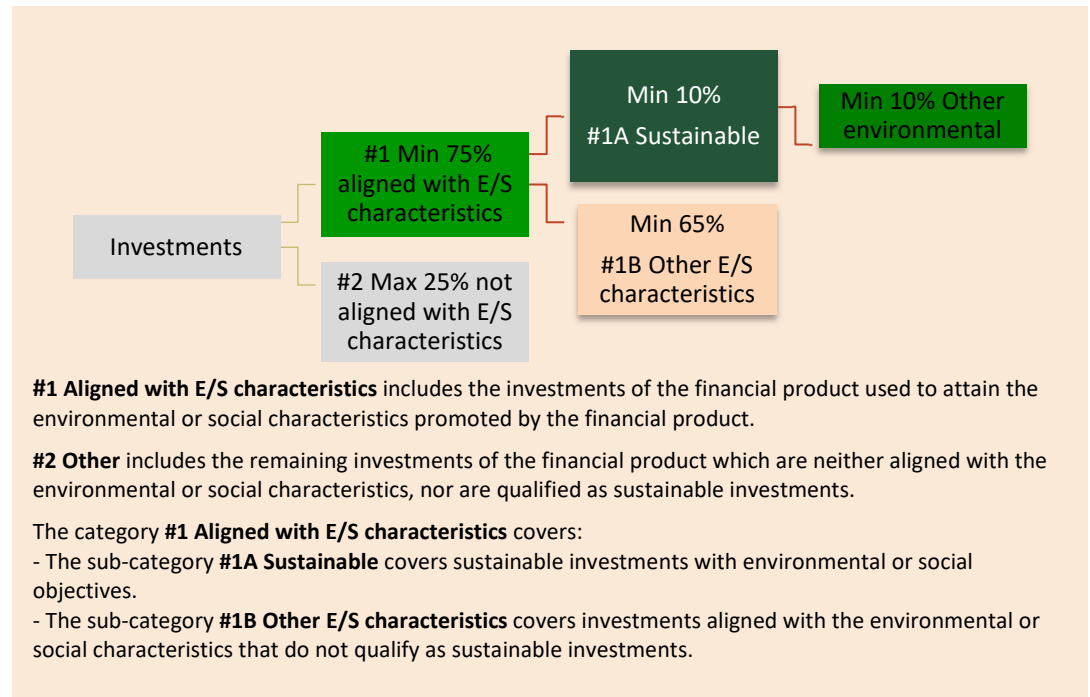 Min 10%
#1A Sustainable
Min 10% Other
environmental
#1 Min 75%
aligned with E/S
characteristics
Investments
Min 65%
#1B Other E/S
characteristics
#2 Max 25% not
aligned with E/S
characteristics
#1 Aligned with E/S characteristics includes the investments of the financial product used to attain the
environmental or social characteristics promoted by the financial product.
#2 Other includes the remaining investments of the financial product which are neither aligned with the
environmental or social characteristics, nor are qualified as sustainable investments.
The category #1 Aligned with E/S characteristics covers:
- The sub-category #1A Sustainable covers sustainable investments with environmental or social
objectives.
- The sub-category #1B Other E/S characteristics covers investments aligned with the environmental or
social characteristics that do not qualify as sustainable investments.